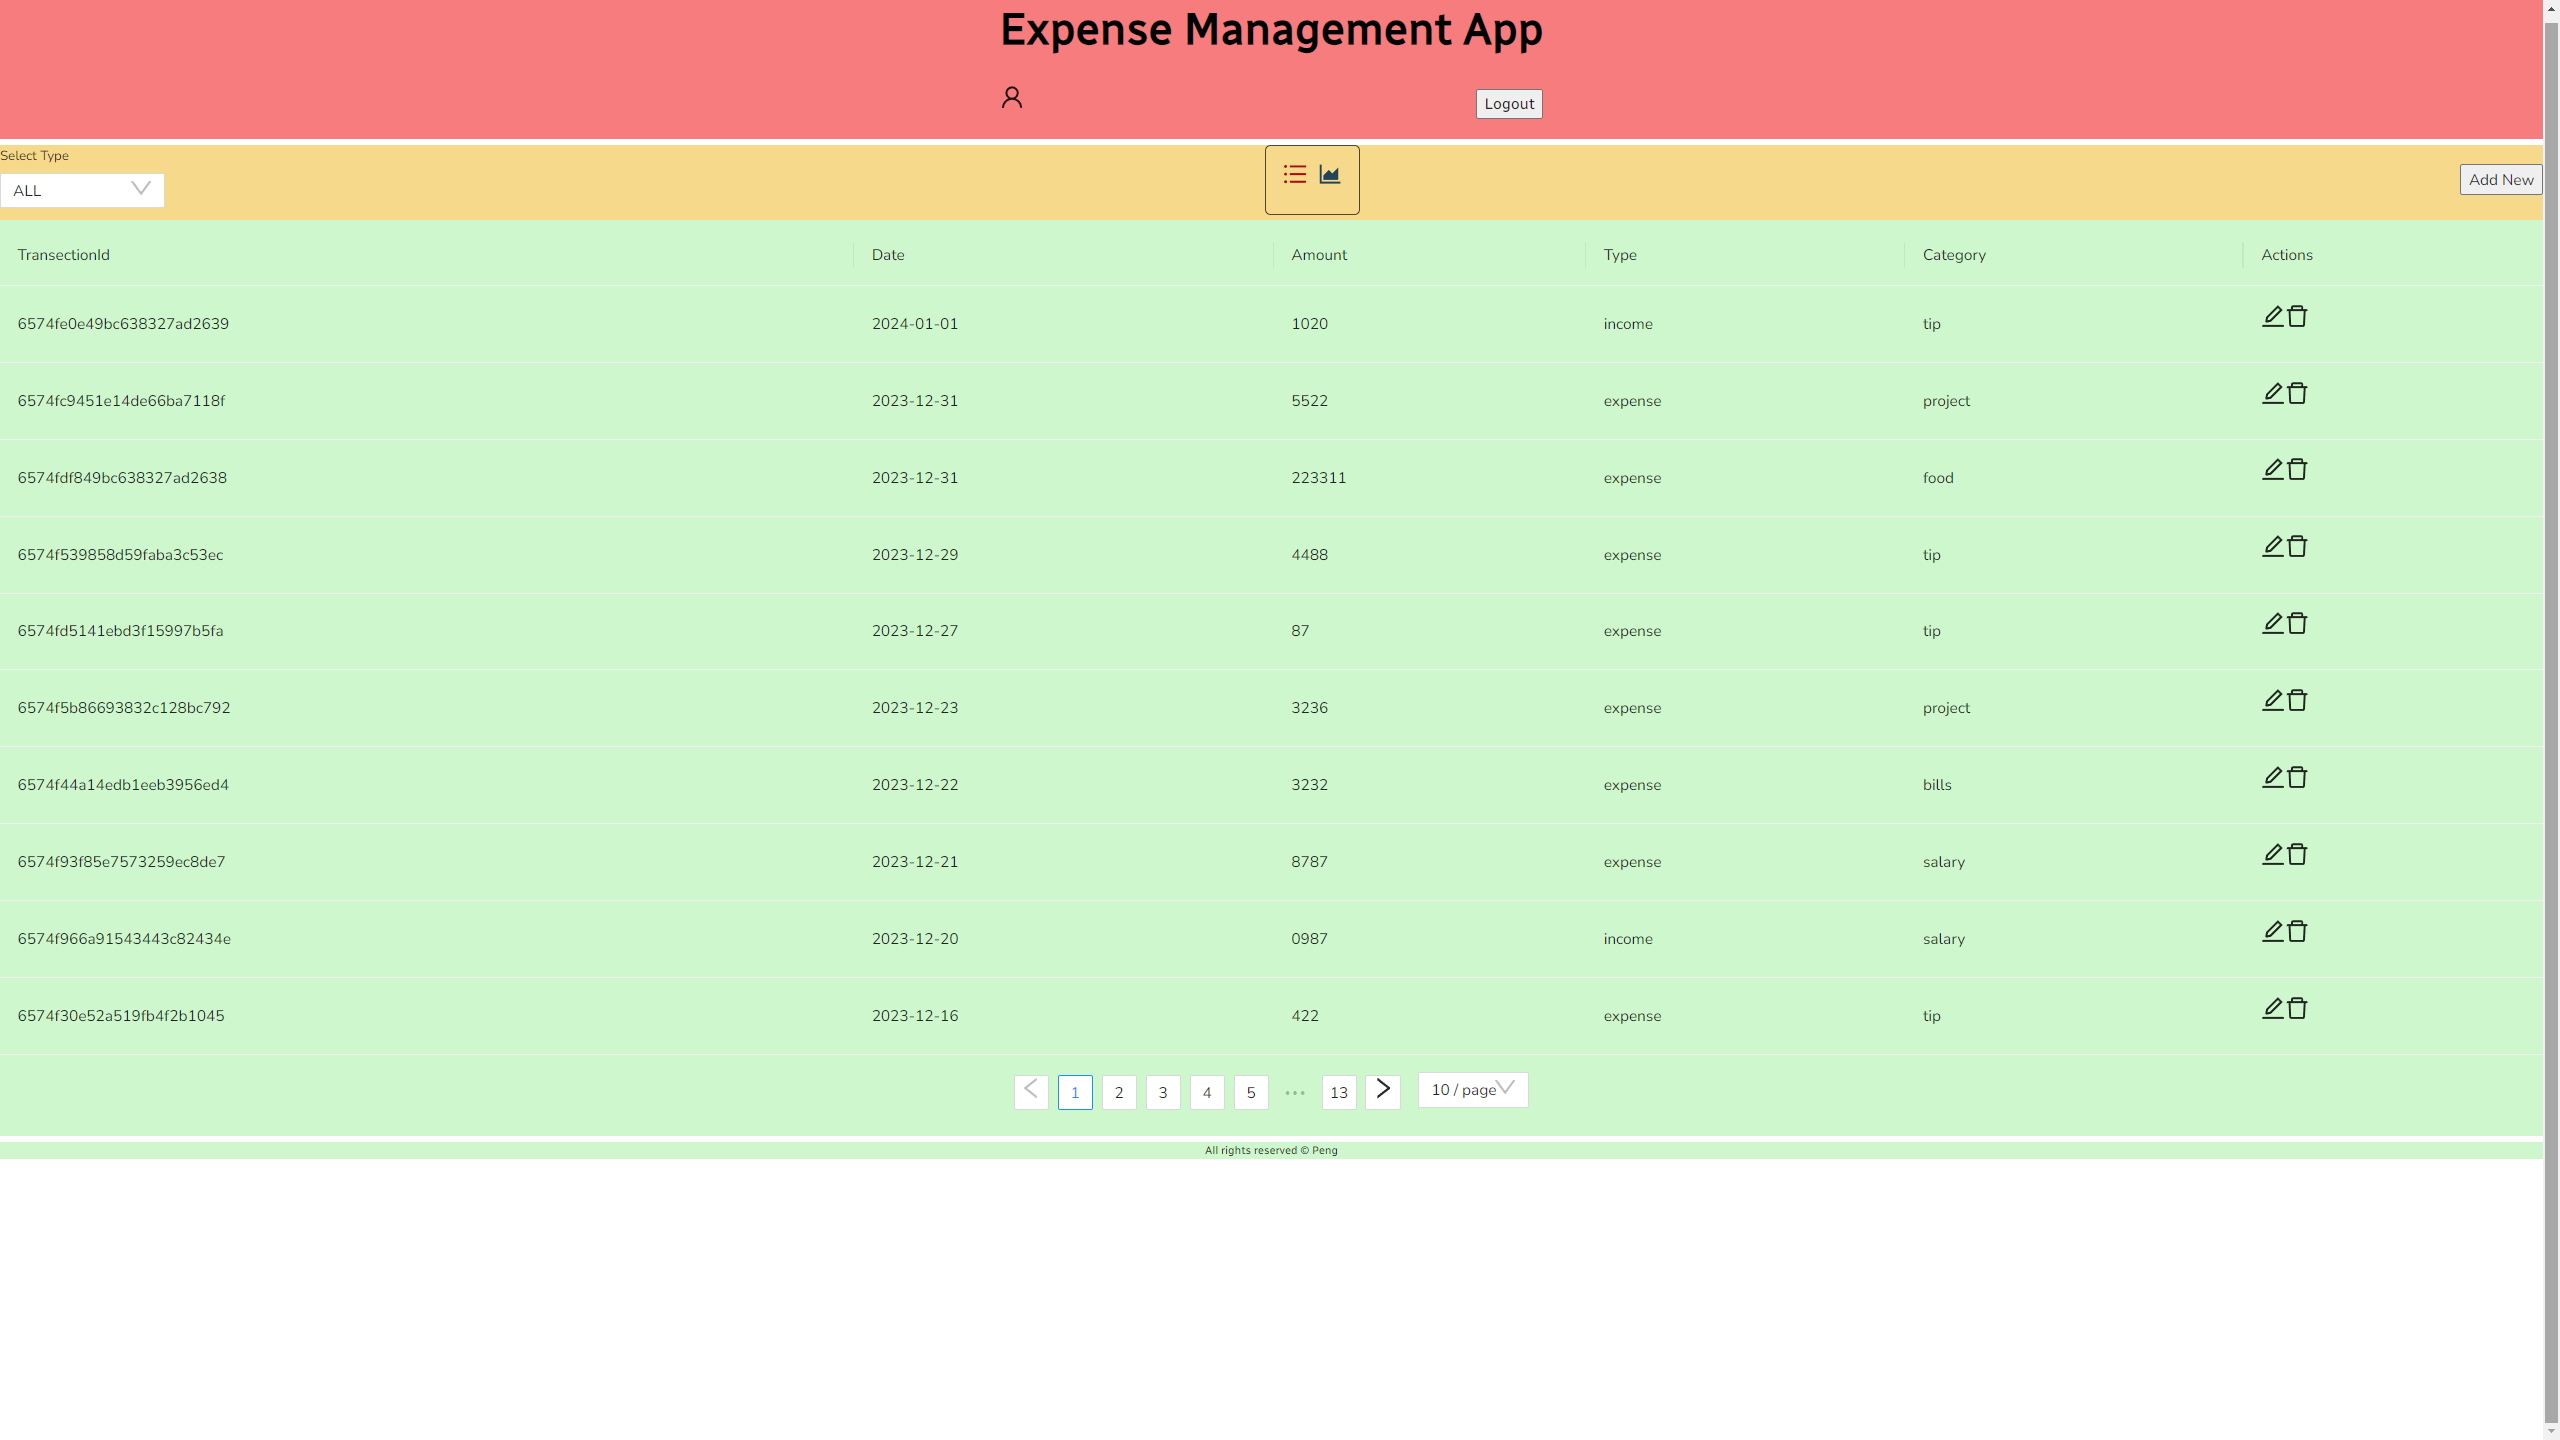 Expense Management App
Logout
Select Type
ALL
Add New
TransectionId Date Amount Type Category Actions
6574fe0e49bc638327ad2639 2024-01-01 1020 income tip
6574fc9451e14de66ba7118f 2023-12-31 5522 expense project
6574fdf849bc638327ad2638 2023-12-31 223311 expense food
6574f539858d59faba3c53ec 2023-12-29 4488 expense tip
6574fd5141ebd3f15997b5fa 2023-12-27 87 expense tip
6574f5b86693832c128bc792 2023-12-23 3236 expense project
6574f44a14edb1eeb3956ed4 2023-12-22 3232 expense bills
6574f93f85e7573259ec8de7 2023-12-21 8787 expense salary
6574f966a91543443c82434e 2023-12-20 0987 income salary
6574f30e52a519fb4f2b1045 2023-12-16 422 expense tip
1 2 3 4 5 ••• 13 10 / page
All rights reserved © Peng